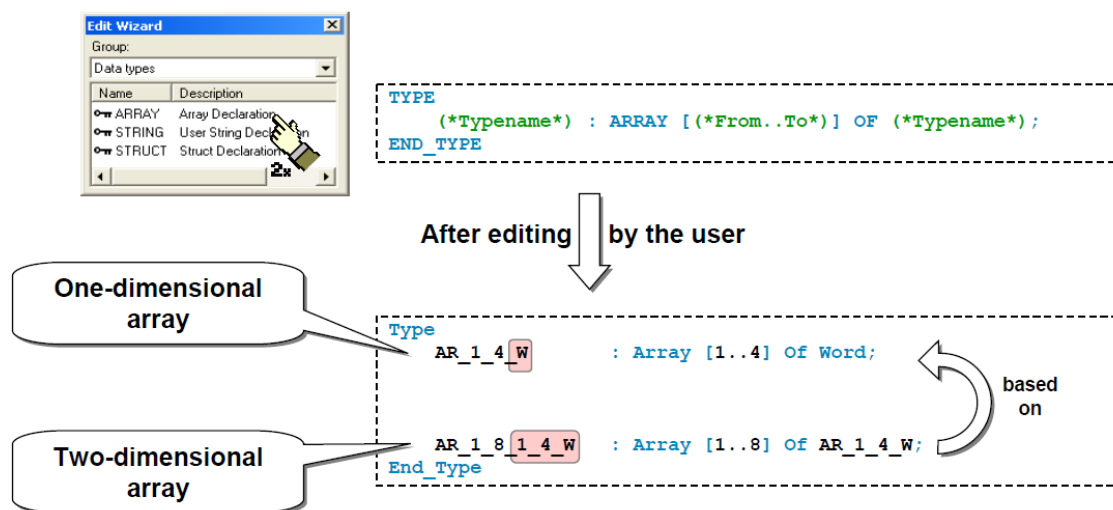 Edit Wizard
Group:
Data types
Name Description
ARRAY Array Declaration
STRING User String Declaration
STRUCT Struct Declaration
2x
TYPE
(*Typename*) : ARRAY [(*From..To*)] OF (*Typename*);
END_TYPE
After editing by the user
One-dimensional
array
Type
AR_1_4_W : Array [1..4] Of Word;
based
on
Two-dimensional
array
AR_1_8_1_4_W : Array [1..8] Of AR_1_4_W;
End_Type